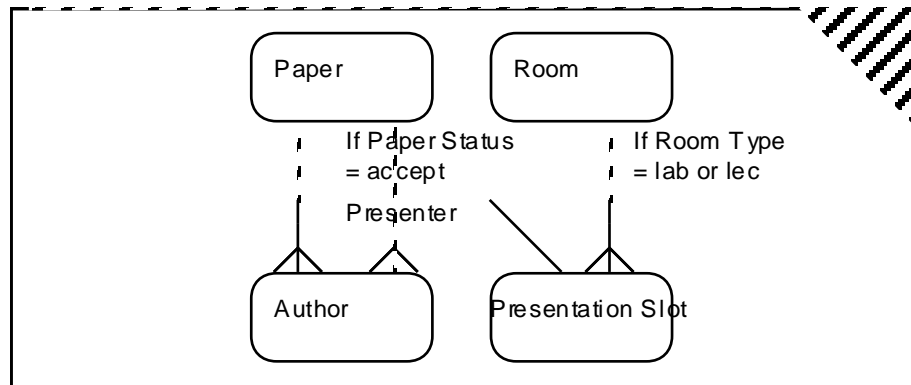 Paper
Room
If Paper Status
= accept
If Room Type
= lab or lec
Presenter
Author
Presentation Slot